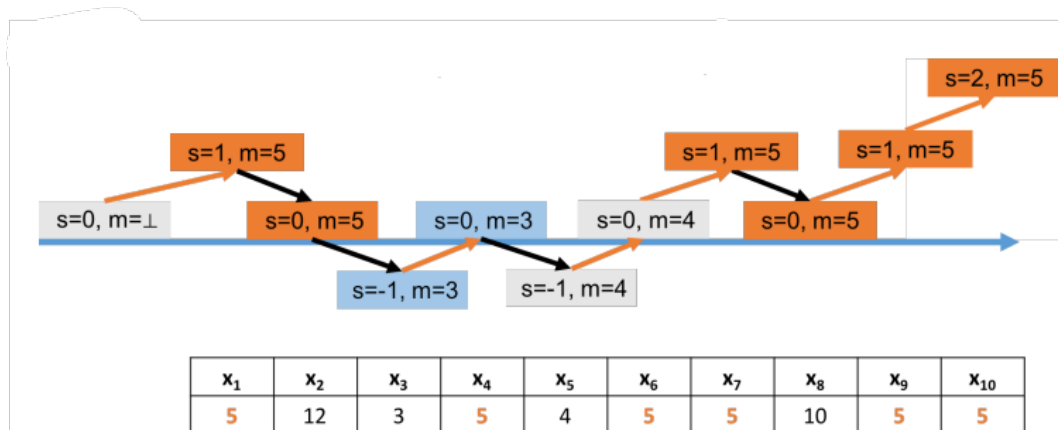 s=2, m=5
s=1, m=5 s=1, m=5 s=1, m=5
s=0, m=⊥ s=0, m=5 s=0, m=3 s=0, m=4 s=0, m=5
s=-1, m=3 s=-1, m=4
x₁ x₂ x₃ x₄ x₅ x₆ x₇ x₈ x₉ x₁₀
5 12 3 5 4 5 5 10 5 5